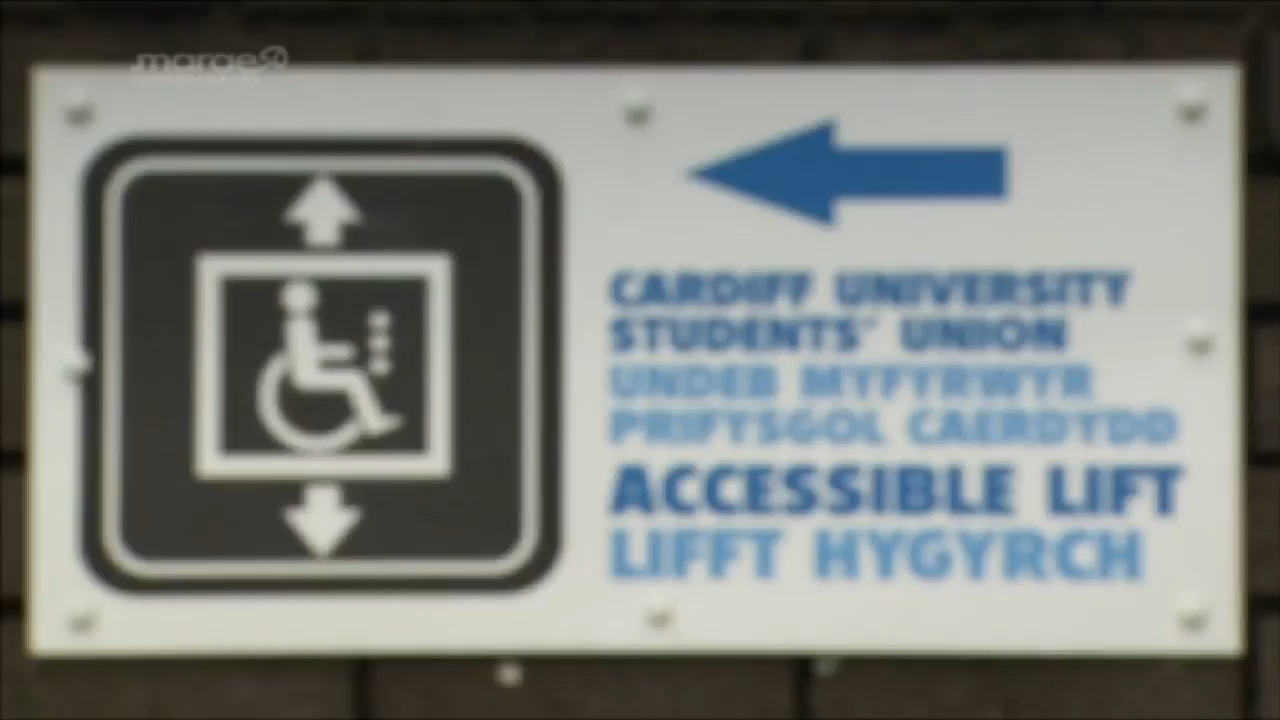 CARDIFF UNIVERSITY
STUDENTS' UNION
UNDEB MYFYRWYR
PRIFYSGOL CAERDYDD
ACCESSIBLE LIFT
LIFFT HYGYRCH